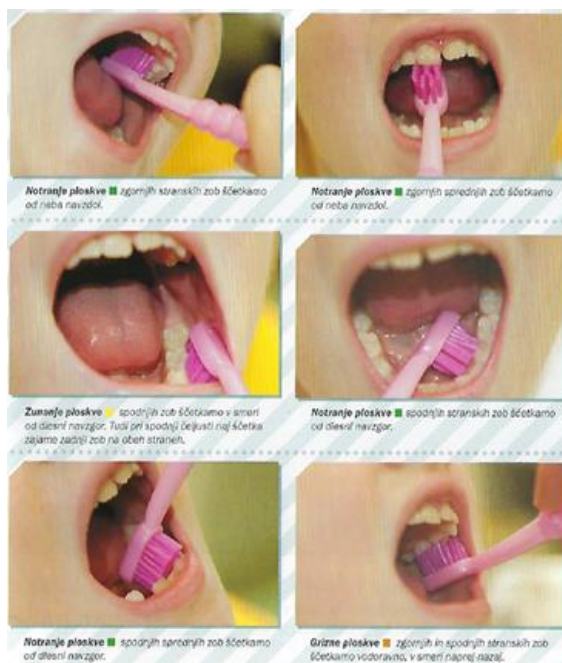 Notranje ploskve zgornjih stranskih zob ščetkamo
od neba navzdol.
Notranje ploskve zgornjih sprednjih zob ščetkamo
od neba navzdol.
Zunanje ploskve spodnjih zob ščetkamo v smeri
od dlesni navzgor. Tudi pri spodnji čeljusti naj ščetka
zajame zadnji zob na obeh straneh.
Notranje ploskve spodnjih stranskih zob ščetkamo
od dlesni navzgor.
Notranje ploskve spodnjih sprednjih zob ščetkamo
od dlesni navzgor.
Grizne ploskve zgornjih in spodnjih stranskih zob
ščetkamo vodoravno, v smeri naprej-nazaj.